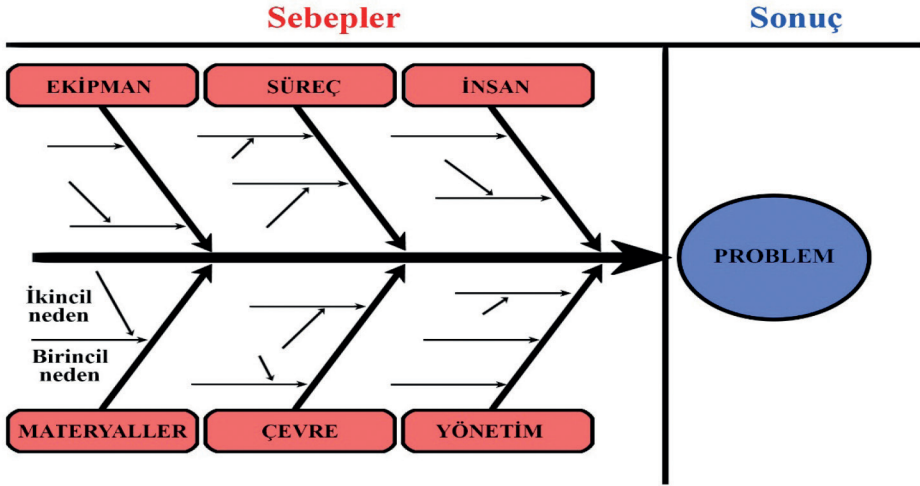 Sebepler
Sonuç
EKİPMAN
SÜREÇ
İNSAN
PROBLEM
İkincil
neden
Birincil
neden
MATERYALLER
ÇEVRE
YÖNETİM